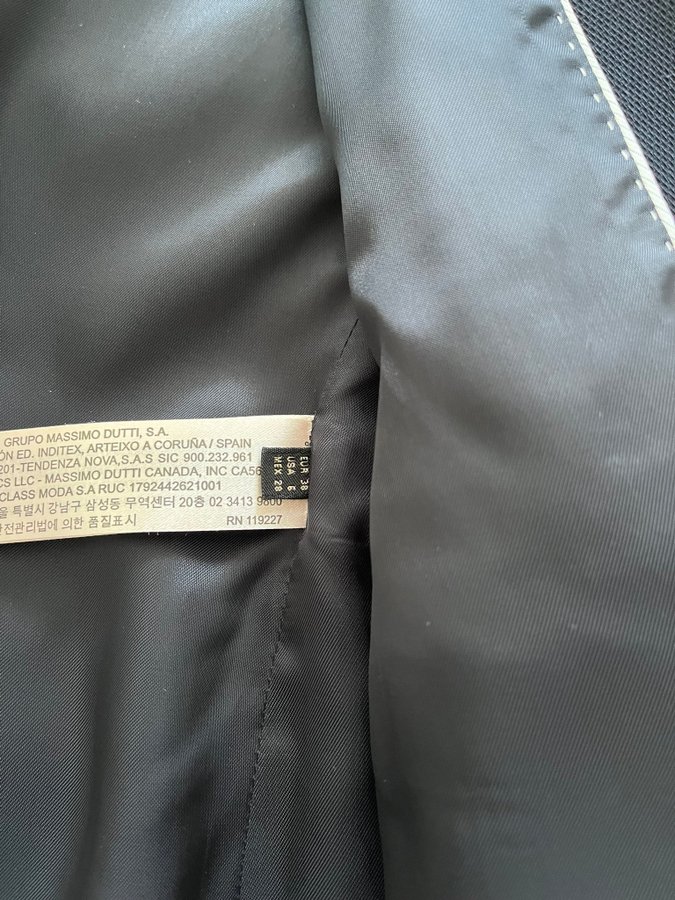 GRUPO MASSIMO DUTTI, S.A.
ÓN ED. INDITEX, ARTEIXO A CORUÑA / SPAIN
201-TENDENZA NOVA,S.A.S SIC 900.232.961
CS LLC - MASSIMO DUTTI CANADA, INC CA56
CLASS MODA S.A RUC 1792442621001
울 특별시 강남구 삼성동 무역센터 20층 02 3413 9800
안전관리법에 의한 품질표시
RN 119227
EUR 38
USA 6
MEX 28